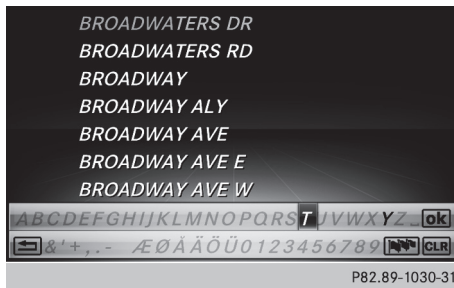 BROADWATERS DR
BROADWATERS RD
BROADWAY
BROADWAY ALY
BROADWAY AVE
BROADWAY AVE E
BROADWAY AVE W
ABCDEFGHIJKLMNOPQRSTUVWXYZ_ ok
&'+,.- ÆØÅÄÖÜ0123456789 CLR
P82.89-1030-31